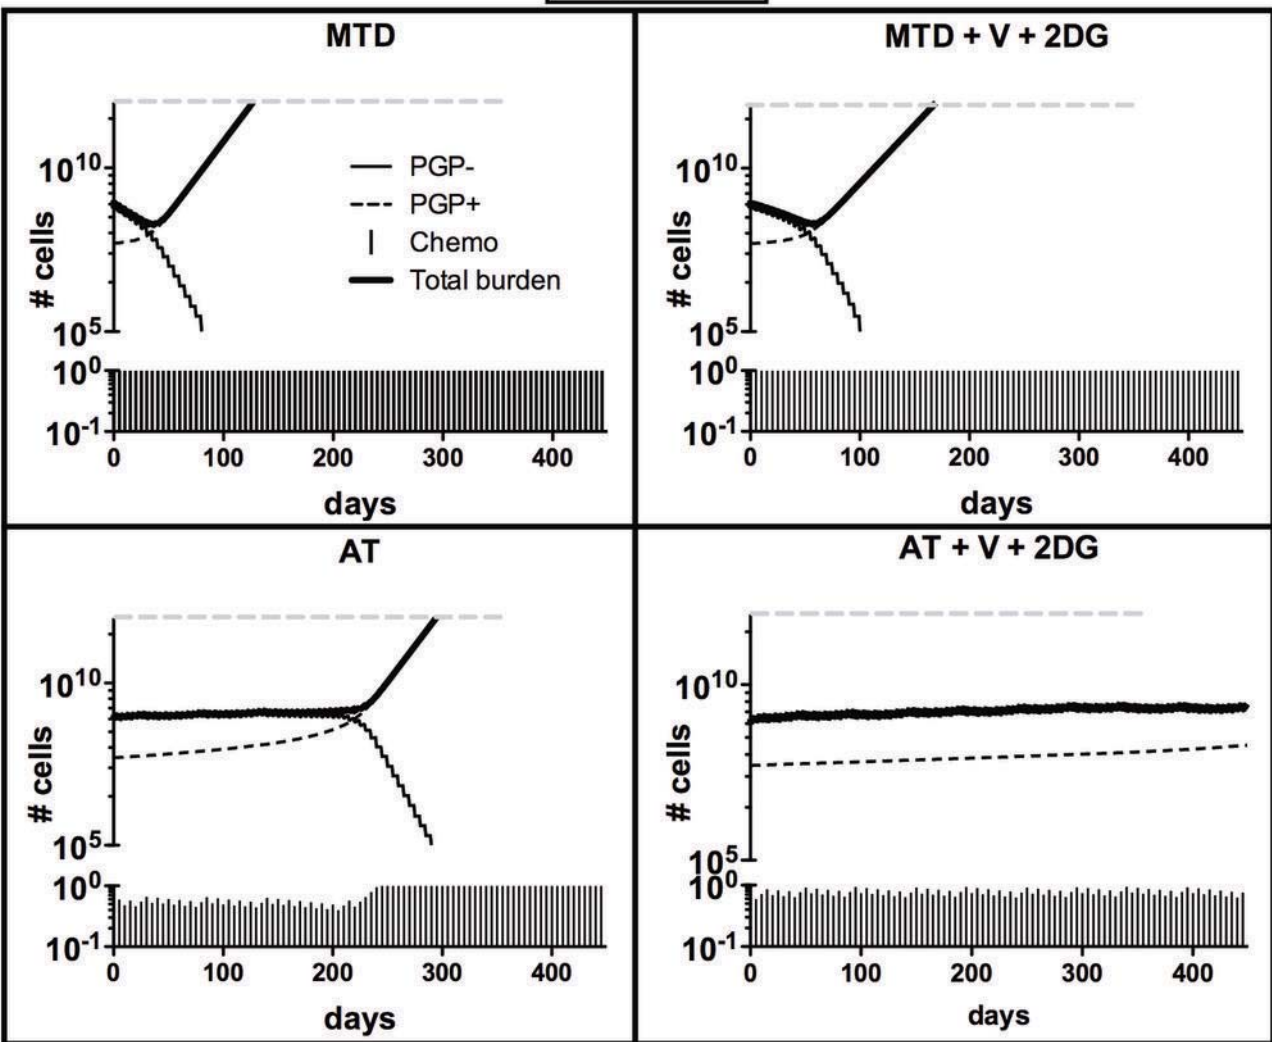 MTD
# cells
10^10
10^5
10^0
10^-1
0 100 200 300 400
days
PGP-
PGP+
Chemo
Total burden
MTD + V + 2DG
# cells
10^10
10^5
10^0
10^-1
0 100 200 300 400
days
AT
# cells
10^10
10^5
10^0
10^-1
0 100 200 300 400
days
AT + V + 2DG
# cells
10^10
10^5
10^0
10^-1
0 100 200 300 400
days